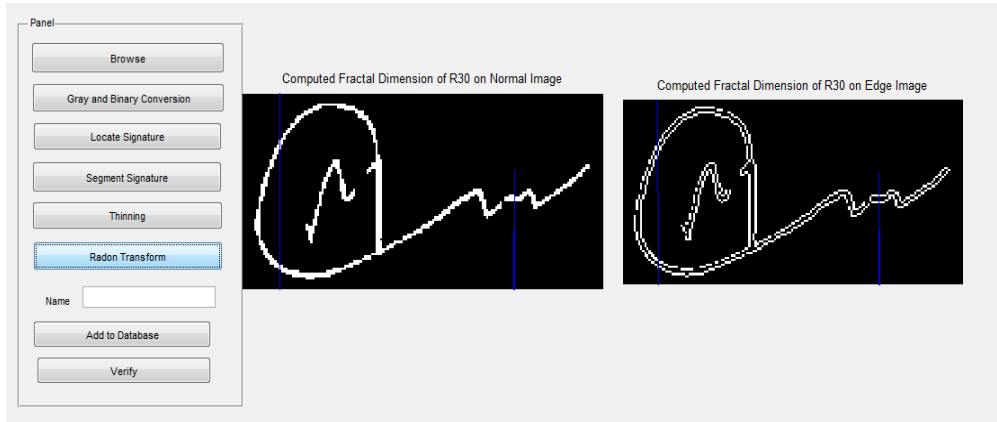 Panel
Browse
Gray and Binary Conversion
Locate Signature
Segment Signature
Thinning
Radon Transform
Name
Add to Database
Verify
Computed Fractal Dimension of R30 on Normal Image
Computed Fractal Dimension of R30 on Edge Image